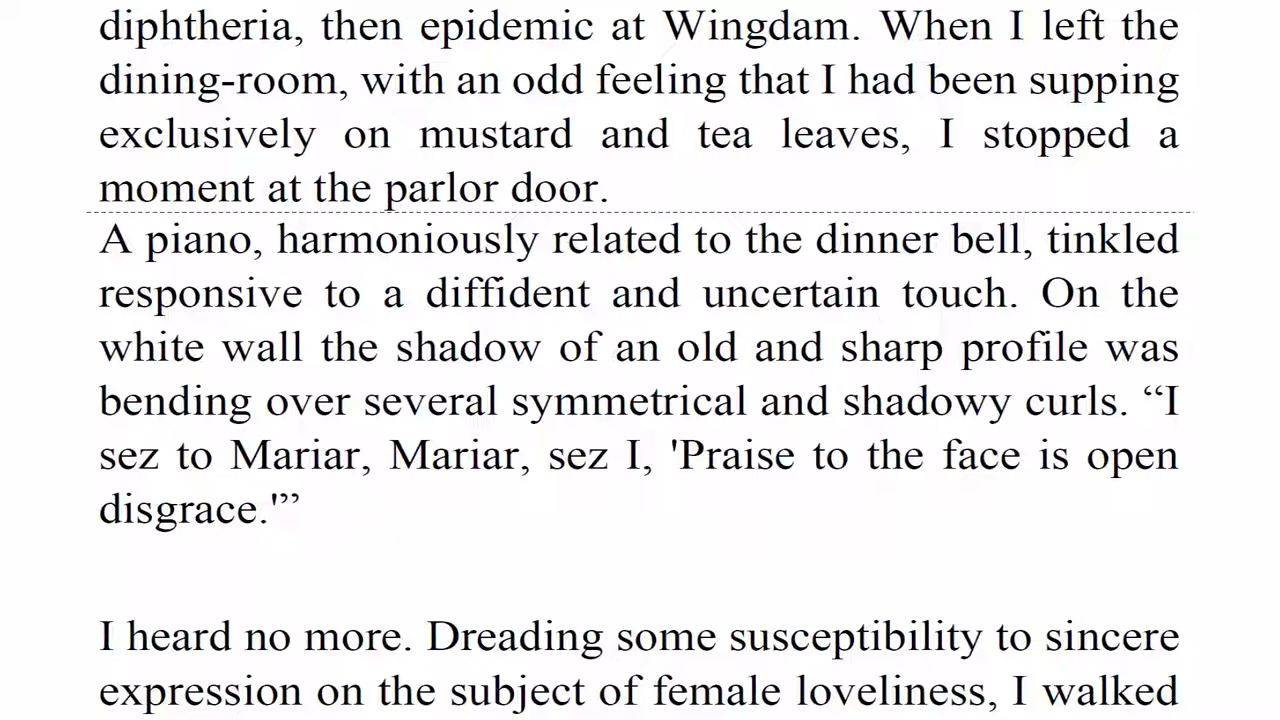 diphtheria, then epidemic at Wingdam. When I left the
dining-room, with an odd feeling that I had been supping
exclusively on mustard and tea leaves, I stopped a
moment at the parlor door.
A piano, harmoniously related to the dinner bell, tinkled
responsive to a diffident and uncertain touch. On the
white wall the shadow of an old and sharp profile was
bending over several symmetrical and shadowy curls. “I
sez to Mariar, Mariar, sez I, 'Praise to the face is open
disgrace.'”
I heard no more. Dreading some susceptibility to sincere
expression on the subject of female loveliness, I walked